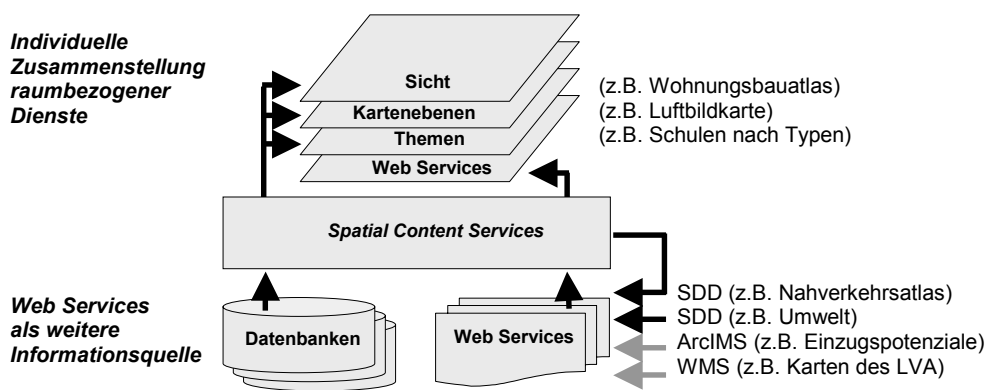 Individuelle
Zusammenstellung
raumbezogener
Dienste
Sicht
Kartenebenen
Themen
Web Services
(z.B. Wohnungsbauatlas)
(z.B. Luftbildkarte)
(z.B. Schulen nach Typen)
Spatial Content Services
Web Services
als weitere
Informationsquelle
Datenbanken
Web Services
SDD (z.B. Nahverkehrsatlas)
SDD (z.B. Umwelt)
ArcIMS (z.B. Einzugspotenziale)
WMS (z.B. Karten des LVA)